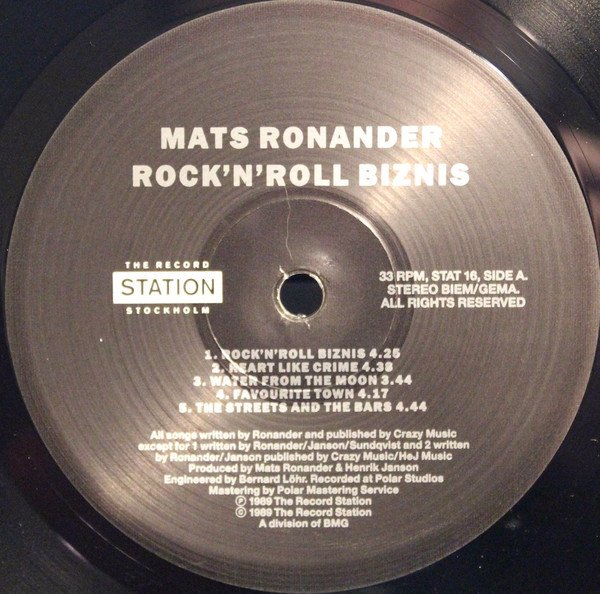 MATS RONANDER
ROCK'N'ROLL BIZNIS
THE RECORD
STATION
STOCKHOLM
33 RPM, STAT 16, SIDE A.
STEREO BIEM/GEMA.
ALL RIGHTS RESERVED
1. ROCK'N'ROLL BIZNIS 4.25
2. HEART LIKE CRIME 4.38
3. WATER FROM THE MOON 3.44
4. FAVOURITE TOWN 4.17
5. THE STREETS AND THE BARS 4.44
All songs written by Ronander and published by Crazy Music
except for 1 written by Ronander/Janson/Sundqvist and 2 written
by Ronander/Janson published by Crazy Music/HeJ Music
Produced by Mats Ronander & Henrik Janson
Engineered by Bernard Löhr. Recorded at Polar Studios
Mastering by Polar Mastering Service
℗ 1989 The Record Station
© 1989 The Record Station
A division of BMG